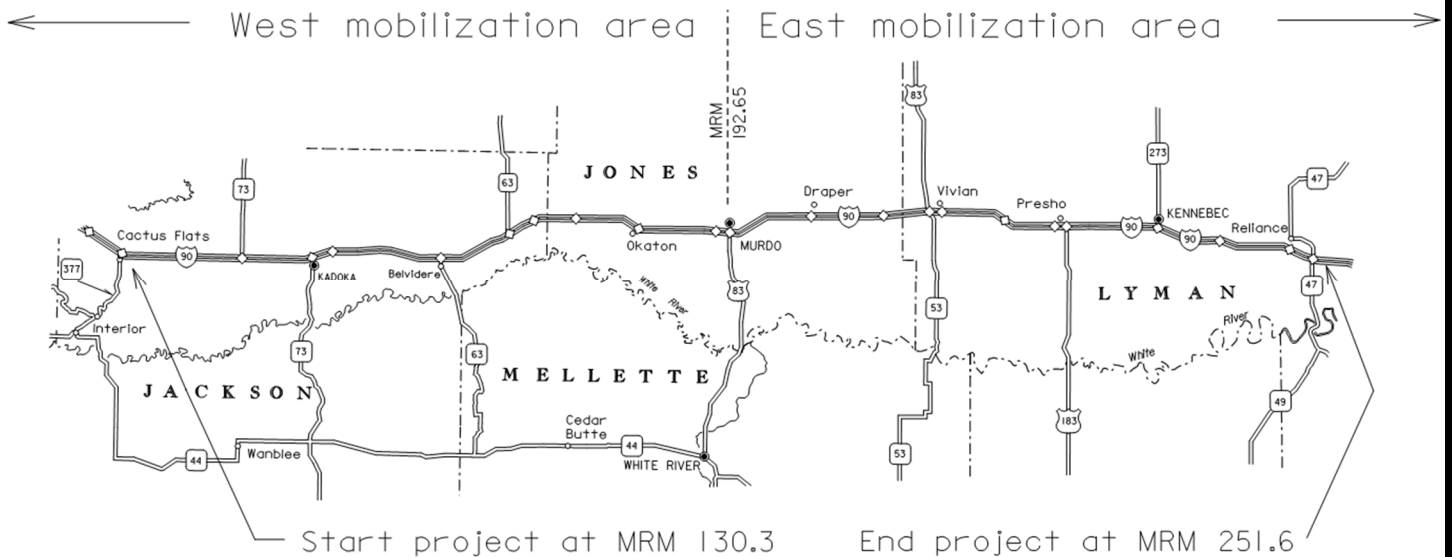 West mobilization area
East mobilization area
MRM
192.65
83
73
63
JONES
273
47
Draper
Vivian
Presho
KENNEBEC
Reliance
Cactus Flats
90
377
KADOKA
Belvidere
Okaton
MURDO
90
90
90
White River
83
53
LYMAN
47
Interior
73
63
River
White
JACKSON
MELLETTE
49
Cedar
Butte
183
44
Wanblee
44
WHITE RIVER
53
Start project at MRM 130.3
End project at MRM 251.6